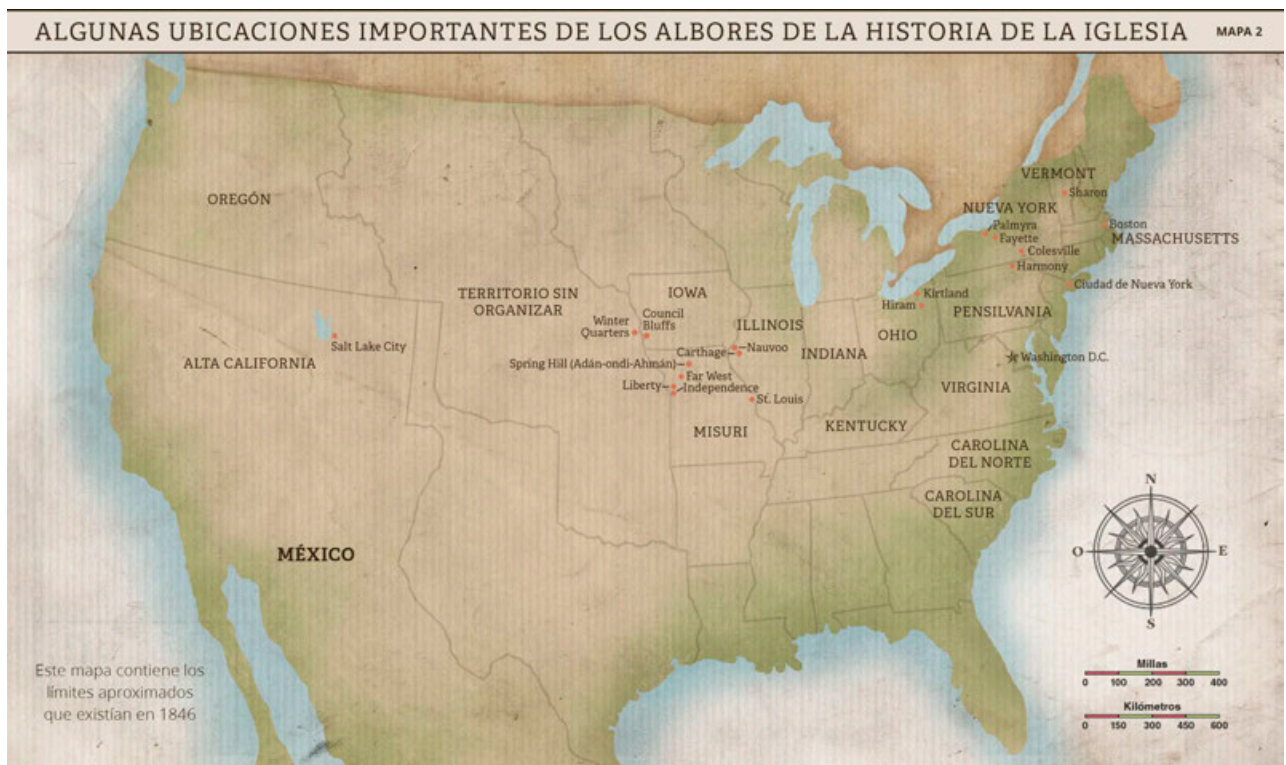 ALGUNAS UBICACIONES IMPORTANTES DE LOS ALBORES DE LA HISTORIA DE LA IGLESIA
MAPA 2
VERMONT
Sharon
OREGÓN
NUEVA YORK
Palmyra
Boston
Fayette
MASSACHUSETTS
Colesville
Harmony
Ciudad de Nueva York
TERRITORIO SIN
ORGANIZAR
IOWA
Kirtland
Hiram
PENSILVANIA
Winter
Quarters
Council
Bluffs
ILLINOIS
OHIO
Salt Lake City
Nauvoo
Carthage
INDIANA
Washington D.C.
ALTA CALIFORNIA
Spring Hill (Adán-ondi-Ahmán)
Far West
Liberty
Independence
VIRGINIA
St. Louis
MISURI
KENTUCKY
CAROLINA
DEL NORTE
CAROLINA
DEL SUR
MÉXICO
N
O
E
S
Este mapa contiene los
límites aproximados
que existían en 1846
Millas
0 100 200 300 400
Kilómetros
0 150 300 450 600